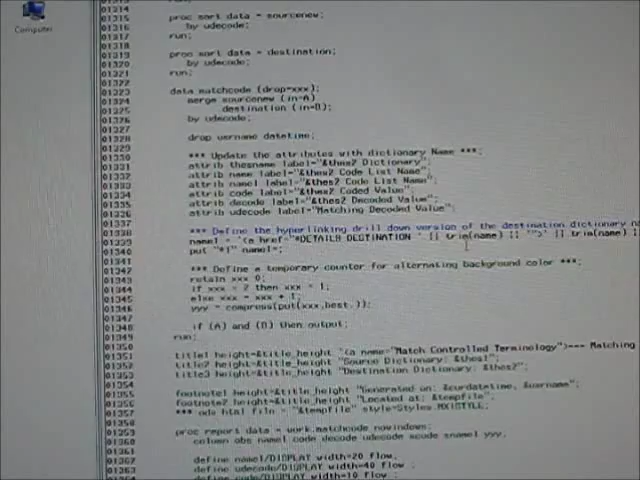 Computer
01314
01315 proc sort data = sourcenew;
01316 by udecode;
01317 run;
01318
01319 proc sort data = destination;
01320 by udecode;
01321 run;
01322
01323 data matchcode (drop=xxx);
01324 merge sourcenew (in=A)
01325 destination (in=B);
01326 by udecode;
01327
01328 drop usrname datetime;
01329
01330 *** Update the attributes with dictionary Name ***;
01331 attrib thesname label="&thes2 Dictionary";
01332 attrib name label="&thes2 Code List Name";
01333 attrib name1 label="&thes2 Code List Name";
01334 attrib code label="&thes2 Coded Value";
01335 attrib decode label="&thes2 Decoded Value";
01336 attrib udecode label="Matching Decoded Value";
01337
01338 *** Define the hyperlinking drill down version of the destination dictionary
01339 name1 = '<a href="#DETAILB DESTINATION ' || trim(name) || '">' || trim(name)
01340 put "*!" name1=;
01341
01342 *** Define a temporary counter for alternating background color ***;
01343 retain xxx 0;
01344 if xxx = 2 then xxx = 1;
01345 else xxx = xxx + 1;
01346 yyy = compress(put(xxx,best.));
01347
01348 if (A) and (B) then output;
01349 run;
01350
01351 title1 height=&title_height '<a name="Match Controlled Terminology">--- Matching
01352 title2 height=&title_height "Source Dictionary: &thes1";
01353 title3 height=&title_height "Destination Dictionary: &thes2";
01354
01355 footnote1 height=&title_height "Generated on: &curdatetime, &username";
01356 footnote2 height=&title_height "Located at: &tempfile";
01357 *** ods html file = "&tempfile" style=Styles.MXISTYLE;
01358
01359 proc report data = work.matchcode nowindows;
01360 column obs name1 code decode udecode scode sname1 yyy;
01361
01362 define name1/DISPLAY width=20 flow;
01363 define udecode/DISPLAY width=40 flow ;
01364 define code/DISPLAY width=10 flow ;